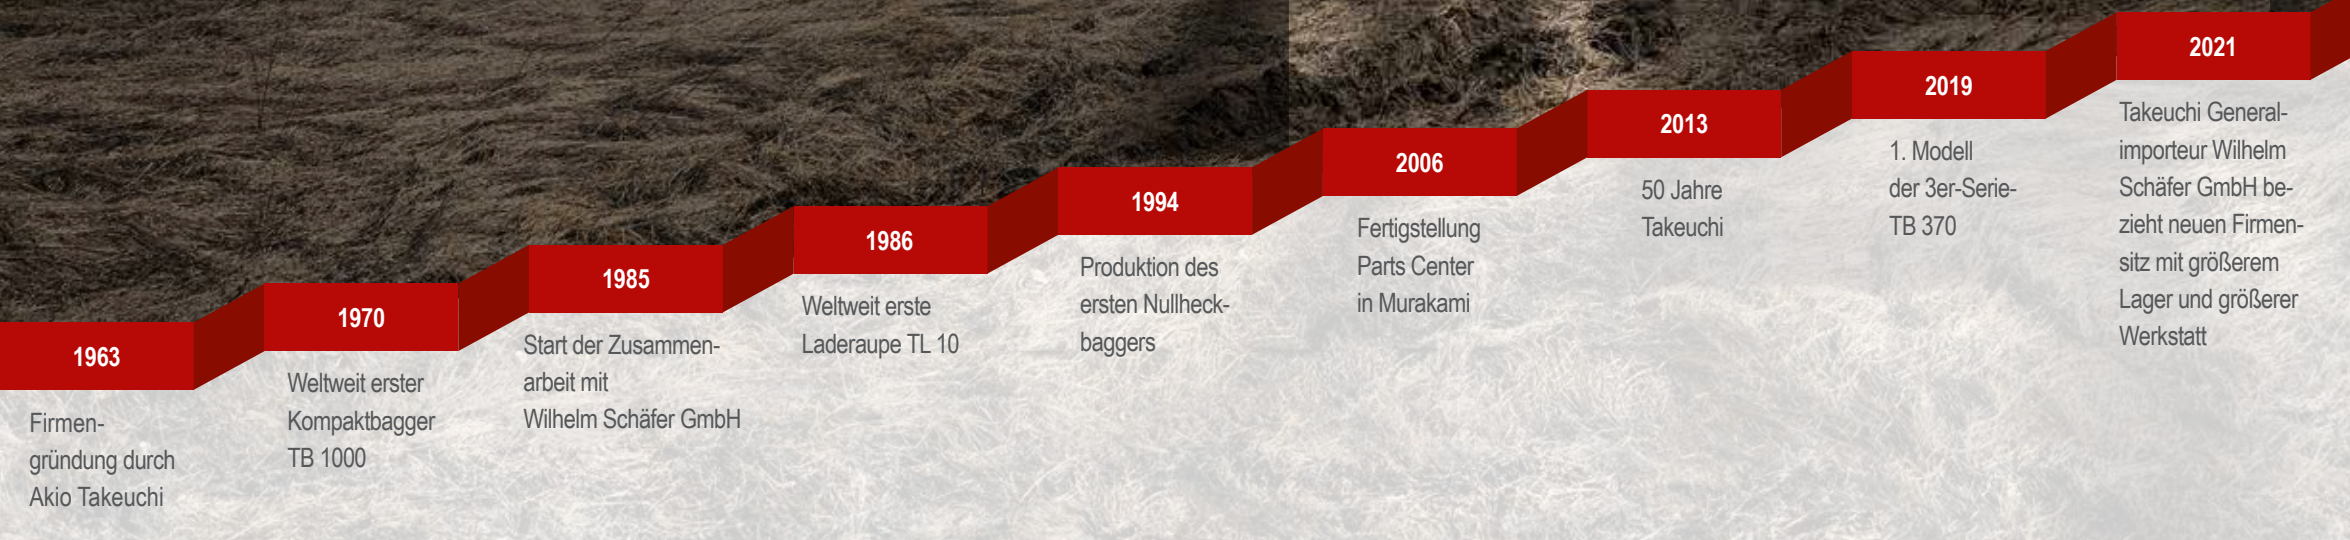 1963
Firmen-
gründung durch
Akio Takeuchi
1970
Weltweit erster
Kompaktbagger
TB 1000
1985
Start der Zusammen-
arbeit mit
Wilhelm Schäfer GmbH
1986
Weltweit erste
Laderaupe TL 10
1994
Produktion des
ersten Nullheck-
baggers
2006
Fertigstellung
Parts Center
in Murakami
2013
50 Jahre
Takeuchi
2019
1. Modell
der 3er-Serie-
TB 370
2021
Takeuchi General-
importeur Wilhelm
Schäfer GmbH be-
zieht neuen Firmen-
sitz mit größerem
Lager und größerer
Werkstatt